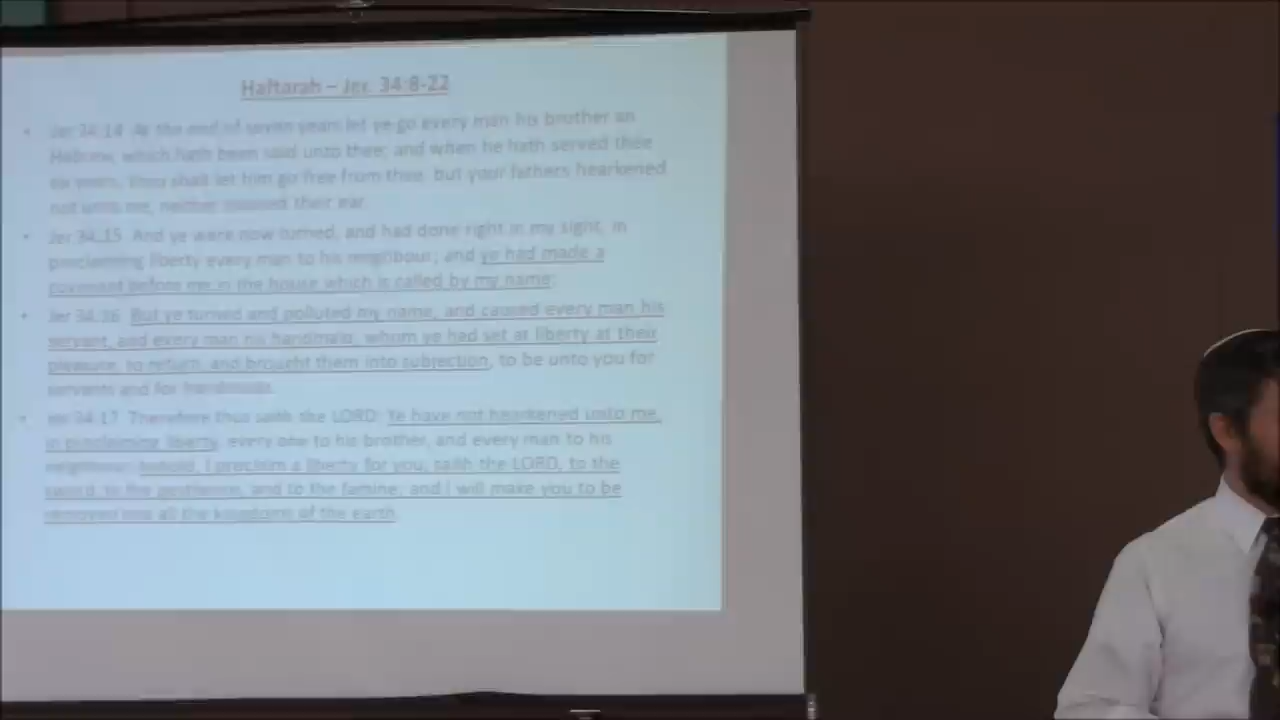 Haftarah – Jer. 34:8-22
• Jer 34:14 At the end of seven years let ye go every man his brother an
Hebrew, which hath been sold unto thee; and when he hath served thee
six years, thou shalt let him go free from thee: but your fathers hearkened
not unto me, neither inclined their ear.
• Jer 34:15 And ye were now turned, and had done right in my sight, in
proclaiming liberty every man to his neighbour; and ye had made a
covenant before me in the house which is called by my name:
• Jer 34:16 But ye turned and polluted my name, and caused every man his
servant, and every man his handmaid, whom ye had set at liberty at their
pleasure, to return, and brought them into subjection, to be unto you for
servants and for handmaids.
• Jer 34:17 Therefore thus saith the LORD; Ye have not hearkened unto me,
in proclaiming liberty, every one to his brother, and every man to his
neighbour: behold, I proclaim a liberty for you, saith the LORD, to the
sword, to the pestilence, and to the famine; and I will make you to be
removed into all the kingdoms of the earth.